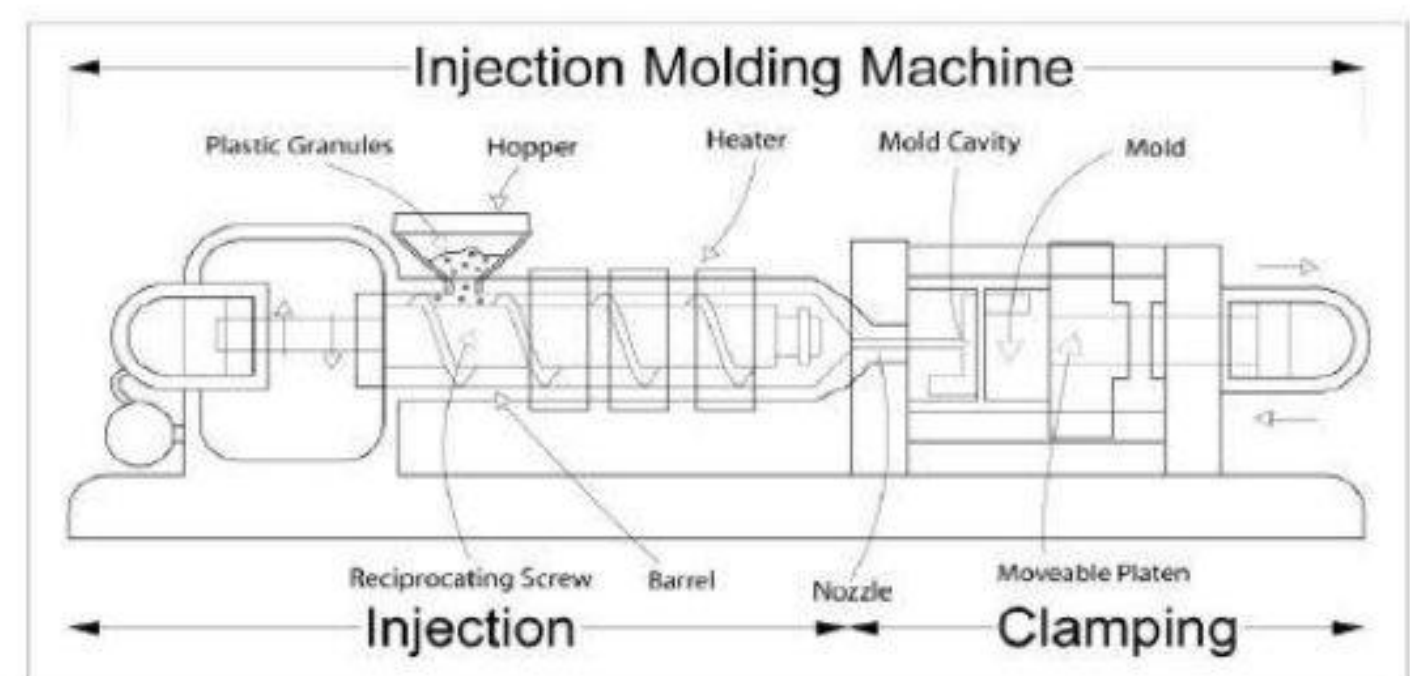 Injection Molding Machine
Plastic Granules
Hopper
Heater
Mold Cavity
Mold
Reciprocating Screw
Barrel
Nozzle
Moveable Platen
Injection
Clamping